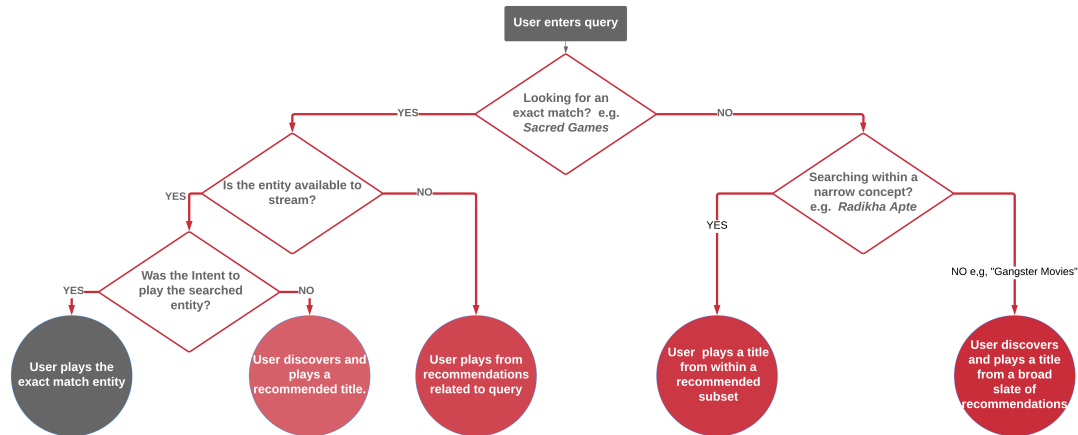 User enters query
Looking for an
exact match? e.g.
Sacred Games
YES
NO
Is the entity available to
stream?
Searching within a
narrow concept?
e.g. Radikha Apte
YES
NO
YES
Was the Intent to
play the searched
entity?
NO e,g, "Gangster Movies"
YES
NO
User plays the
exact match entity
User discovers and
plays a
recommended title.
User plays from
recommendations
related to query
User plays a title
from within a
recommended
subset
User discovers
and plays a title
from a broad
slate of
recommendations